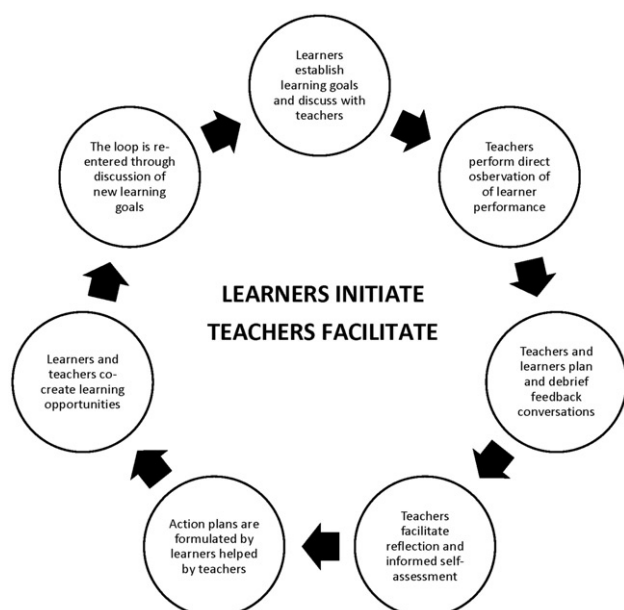 Learners
establish
learning goals
and discuss with
teachers
Teachers
perform direct
osbervation of
of learner
performance
Teachers and
learners plan
and debrief
feedback
conversations
Teachers
facilitate
reflection and
informed self-
assessment
Action plans are
formulated by
learners helped
by teachers
Learners and
teachers co-
create learning
opportunities
The loop is re-
entered through
discussion of
new learning
goals
LEARNERS INITIATE
TEACHERS FACILITATE